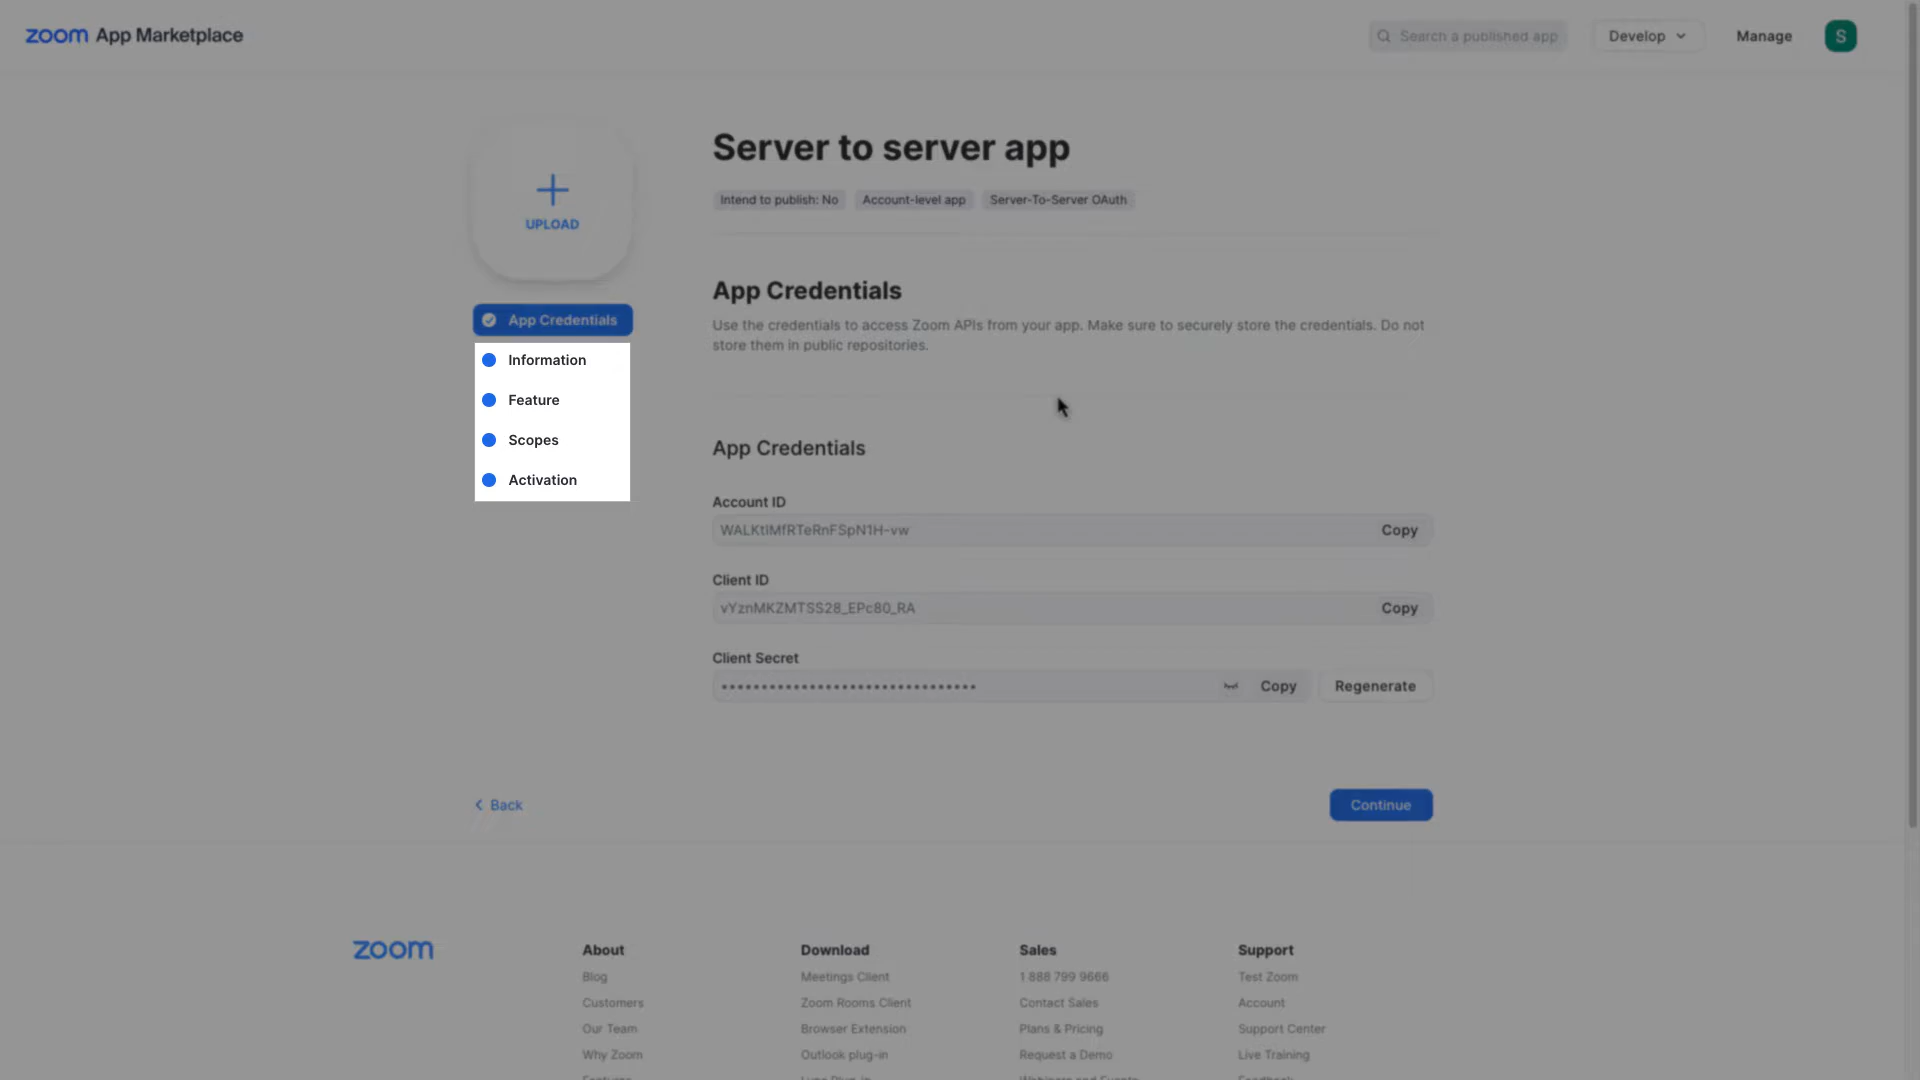 zoom App Marketplace
Search a published app
Develop
Manage
S
UPLOAD
Server to server app
Intend to publish: No
Account-level app
Server-To-Server OAuth
App Credentials
Information
Feature
Scopes
Activation
App Credentials
Use the credentials to access Zoom APIs from your app. Make sure to securely store the credentials. Do not
store them in public repositories.
App Credentials
Account ID
WALKtIMfRTeRnFSpN1H-vw
Copy
Client ID
vYznMKZMTSS28_EPc80_RA
Copy
Client Secret
Copy
Regenerate
Back
Continue
zoom
About
Blog
Customers
Our Team
Why Zoom
Features
Download
Meetings Client
Zoom Rooms Client
Browser Extension
Outlook plug-in
Sales
1 888 799 9666
Contact Sales
Plans & Pricing
Request a Demo
Webinars and Events
Support
Test Zoom
Account
Support Center
Live Training
Feedback